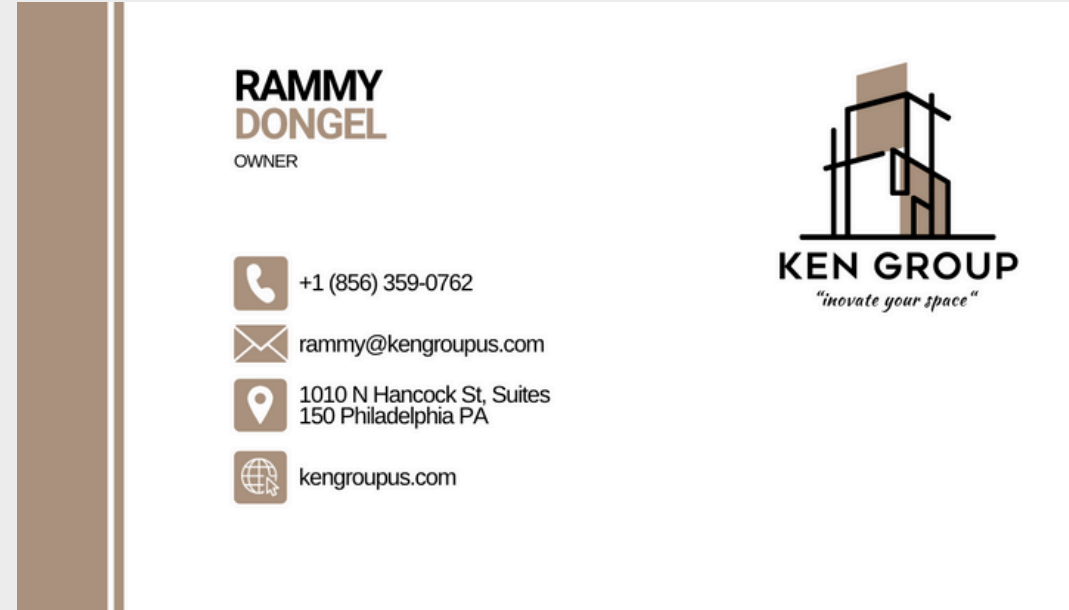 RAMMY
DONGEL
OWNER
+1 (856) 359-0762
rammy@kengroupus.com
1010 N Hancock St, Suites
150 Philadelphia PA
kengroupus.com
KEN GROUP
“inovate your space“